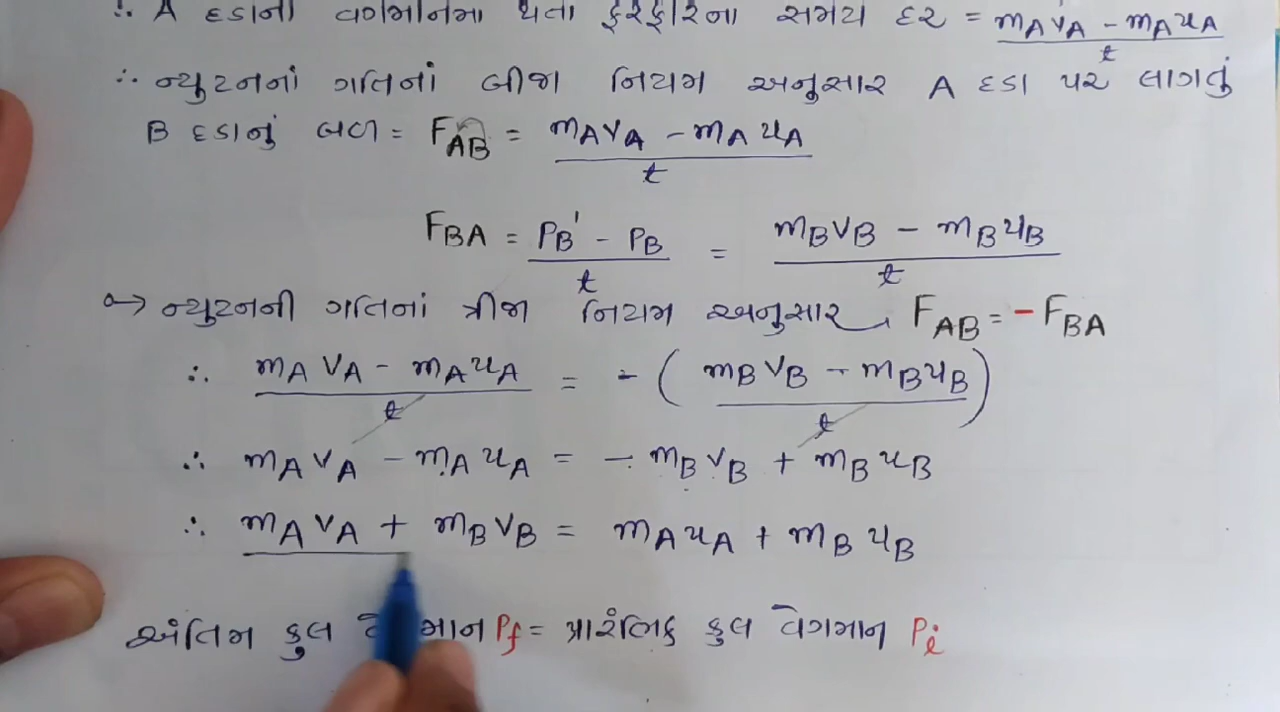 ∴ A દડાના વેગમાનમાં થતા ફેરફારના સમય દર = mAvA - mAuA / t
∴ ન્યુટનનાં ગતિનાં બીજા નિયમ અનુસાર A દડા પર લાગતું
B દડાનું બળ = FAB = mAvA - mAuA / t
FBA = PB' - PB / t = mBvB - mBuB / t
→ ન્યુટનની ગતિનાં ત્રીજા નિયમ અનુસાર, FAB = - FBA
∴ mAvA - mAuA / t = - ( mBvB - mBuB / t )
∴ mAvA - mAuA = - mBvB + mBuB
∴ mAvA + mBvB = mAuA + mBuB
અંતિમ કુલ Pf = પ્રારંભિક કુલ વેગમાન Pi